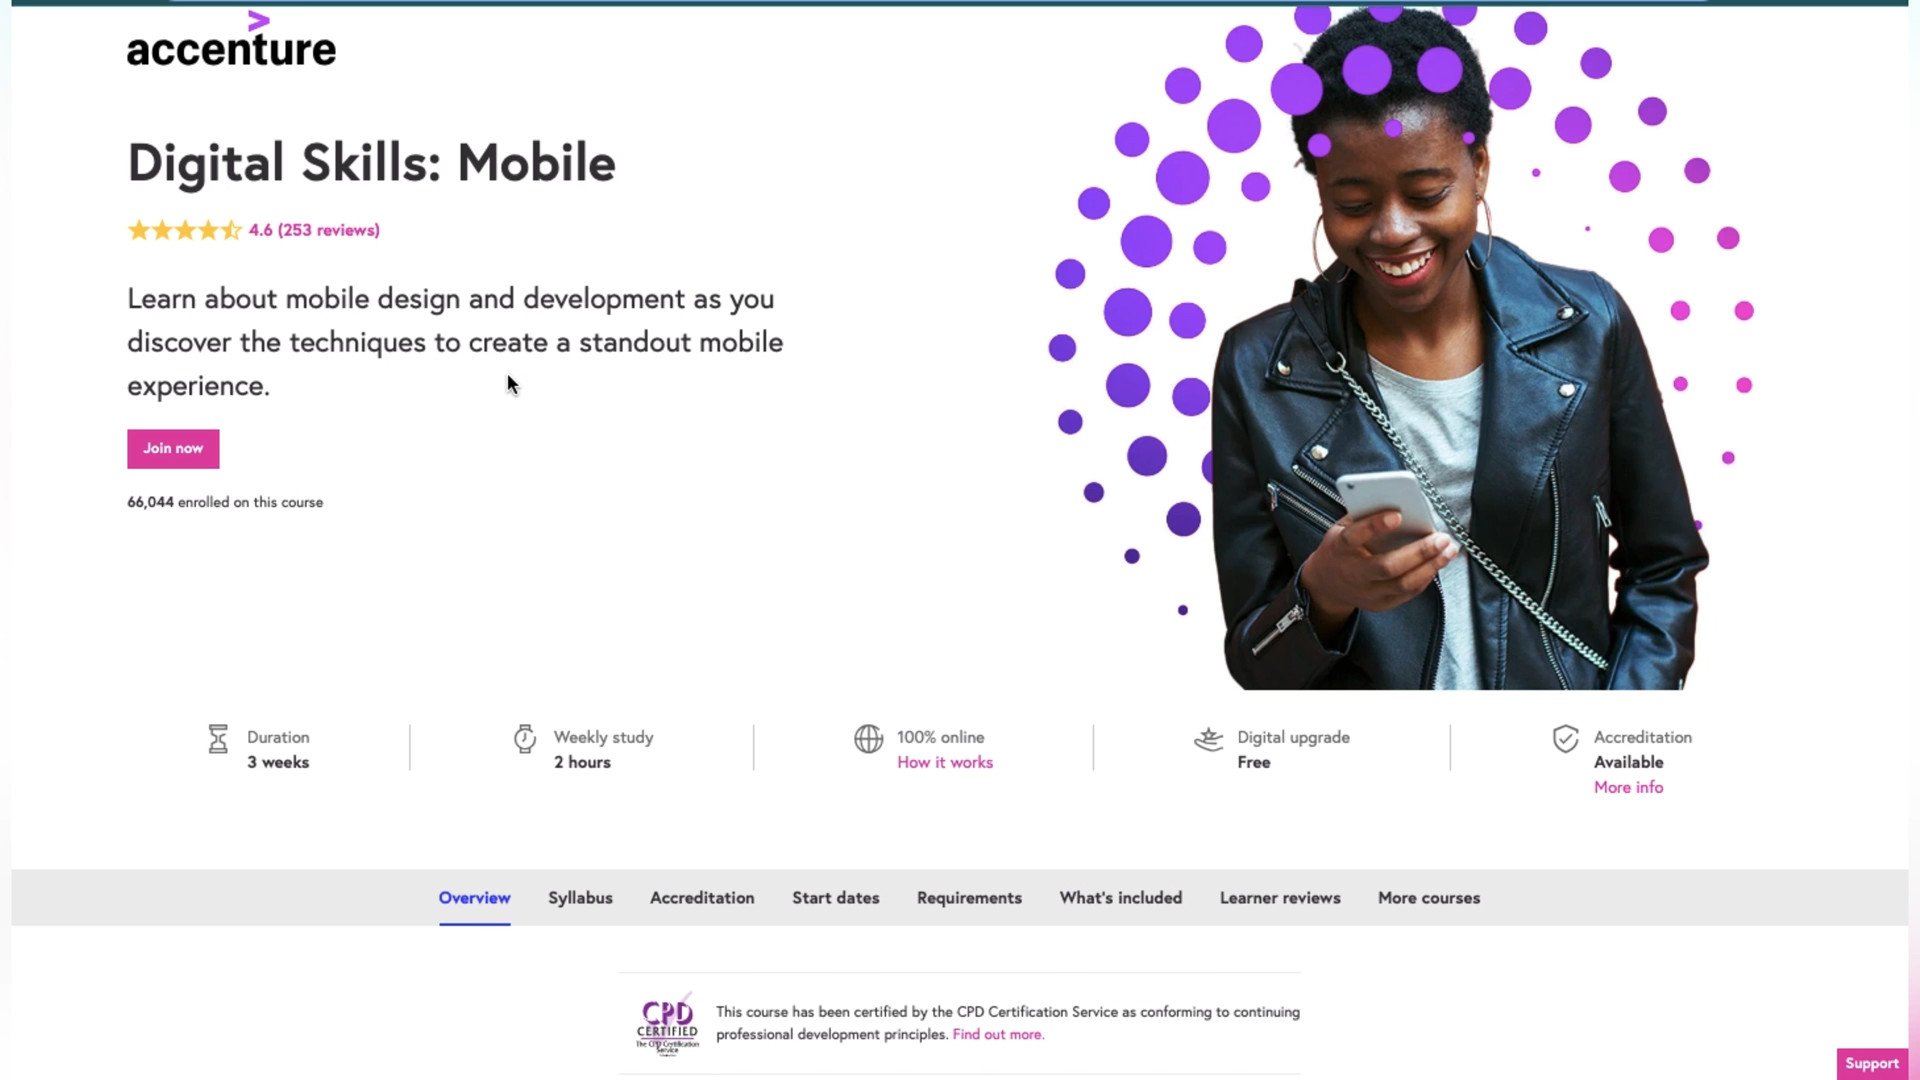 accenture
Digital Skills: Mobile
4.6 (253 reviews)
Learn about mobile design and development as you
discover the techniques to create a standout mobile
experience.
Join now
66,044 enrolled on this course
Duration
3 weeks
Weekly study
2 hours
100% online
How it works
Digital upgrade
Free
Accreditation
Available
More info
Overview
Syllabus
Accreditation
Start dates
Requirements
What's included
Learner reviews
More courses
CPD
CERTIFIED
The CPD Certification
Service
This course has been certified by the CPD Certification Service as conforming to continuing
professional development principles. Find out more.
Support